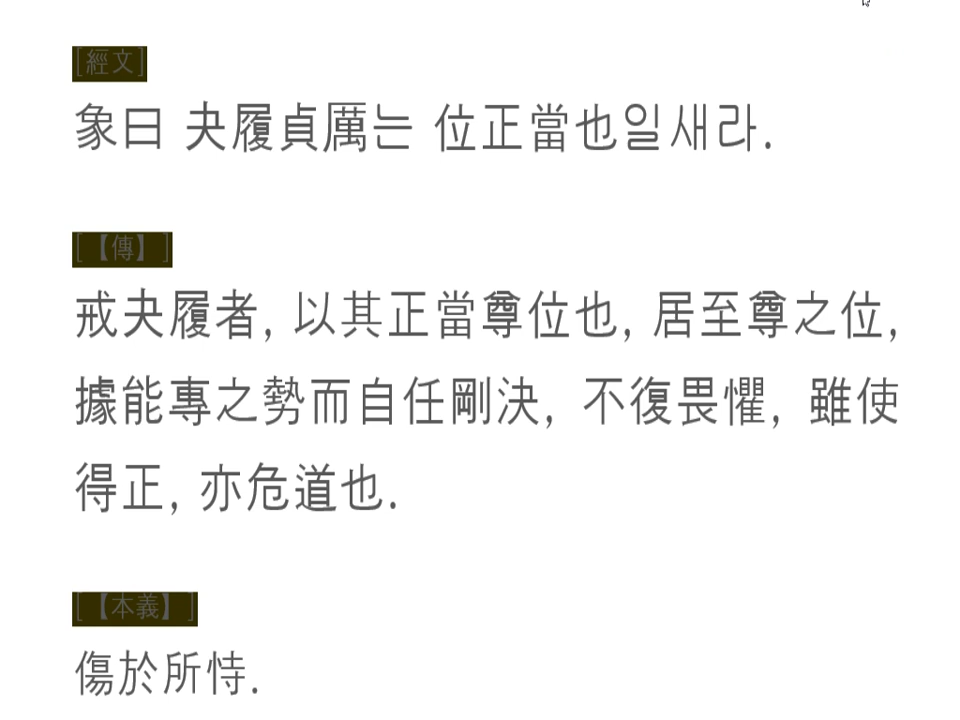 [經文]
象曰 夬履貞厲는 位正當也일새라.
[【傳】]
戒夬履者, 以其正當尊位也, 居至尊之位,
據能專之勢而自任剛決, 不復畏懼, 雖使
得正, 亦危道也.
[【本義】]
傷於所恃.